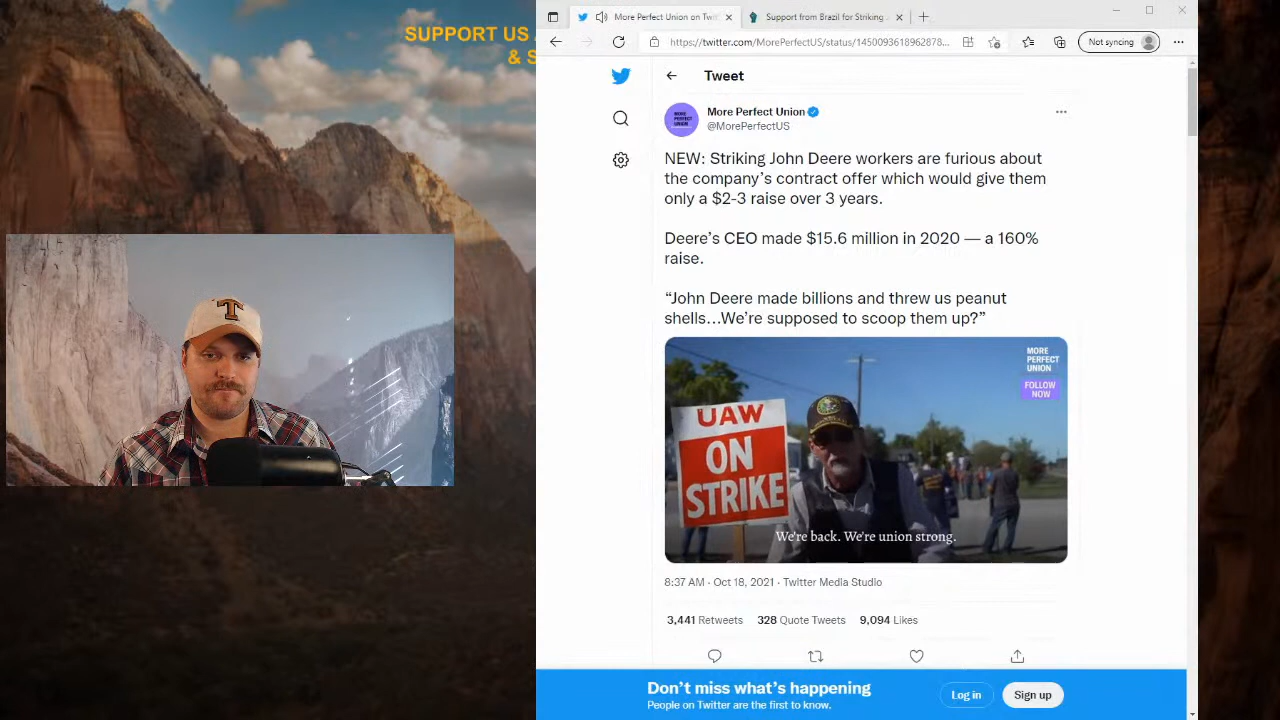 SUPPORT US
& S
More Perfect Union on Twi
Support from Brazil for Striking
https://twitter.com/MorePerfectUS/status/1450093618962878...
Not syncing
Tweet
More Perfect Union
@MorePerfectUS
NEW: Striking John Deere workers are furious about
the company’s contract offer which would give them
only a $2-3 raise over 3 years.
Deere’s CEO made $15.6 million in 2020 — a 160%
raise.
“John Deere made billions and threw us peanut
shells...We’re supposed to scoop them up?”
MORE
PERFECT
UNION
FOLLOW
NOW
UAW
ON
STRIKE
T
We're back. We're union strong.
8:37 AM · Oct 18, 2021 · Twitter Media Studio
3,441 Retweets 328 Quote Tweets 9,094 Likes
Don’t miss what’s happening
People on Twitter are the first to know.
Log in
Sign up